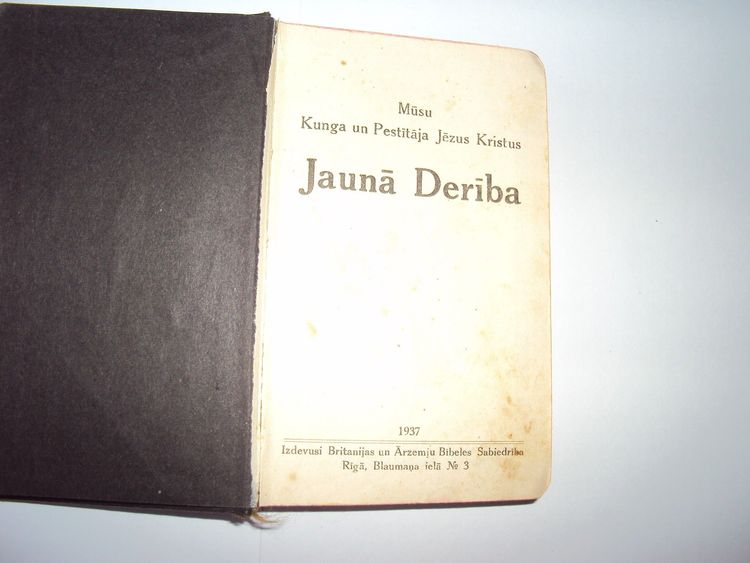 Mūsu
Kunga un Pestītāja Jēzus Kristus
Jaunā Derība
1937
Izdevusi Britanijas un Ārzemju Bībeles Sabiedrība
Rīgā, Blaumaņa ielā № 3